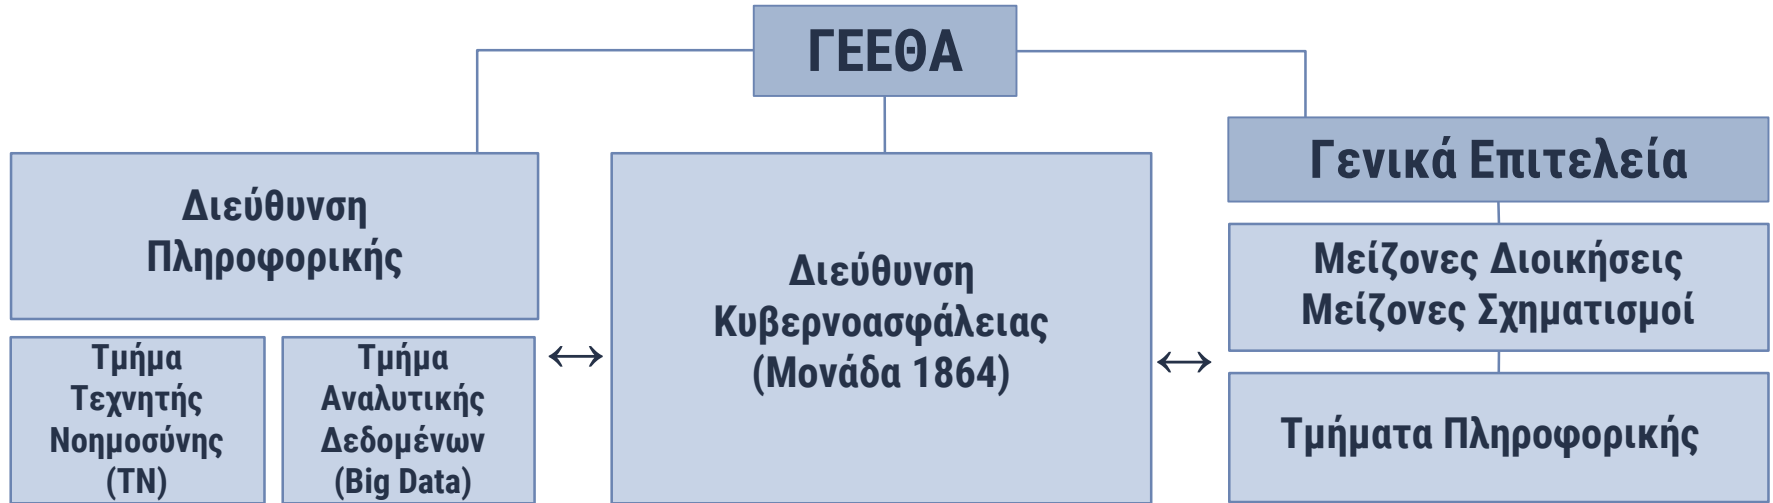 ΓΕΕΘΑ
Διεύθυνση
Πληροφορικής
Τμήμα
Τεχνητής
Νοημοσύνης
(ΤΝ)
Τμήμα
Αναλυτικής
Δεδομένων
(Big Data)
Διεύθυνση
Κυβερνοασφάλειας
(Μονάδα 1864)
Γενικά Επιτελεία
Μείζονες Διοικήσεις
Μείζονες Σχηματισμοί
Τμήματα Πληροφορικής